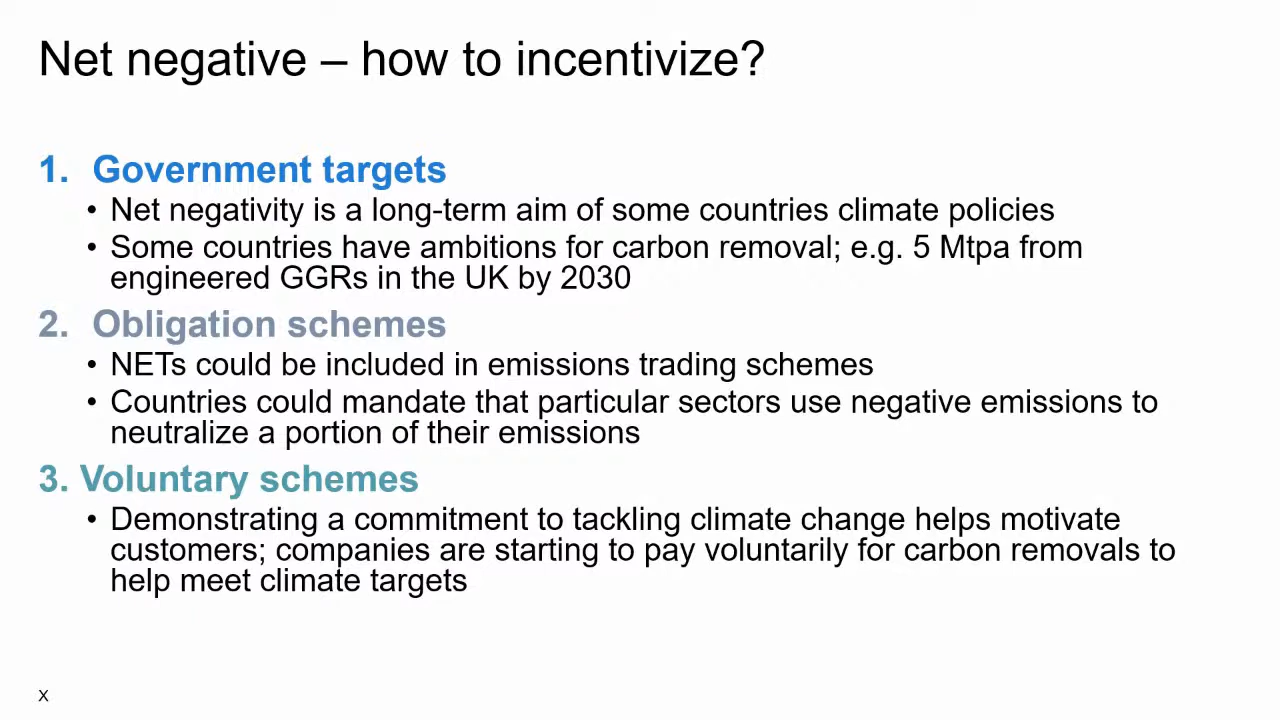 Net negative – how to incentivize?
1. Government targets
• Net negativity is a long-term aim of some countries climate policies
• Some countries have ambitions for carbon removal; e.g. 5 Mtpa from
engineered GGRs in the UK by 2030
2. Obligation schemes
• NETs could be included in emissions trading schemes
• Countries could mandate that particular sectors use negative emissions to
neutralize a portion of their emissions
3. Voluntary schemes
• Demonstrating a commitment to tackling climate change helps motivate
customers; companies are starting to pay voluntarily for carbon removals to
help meet climate targets
X